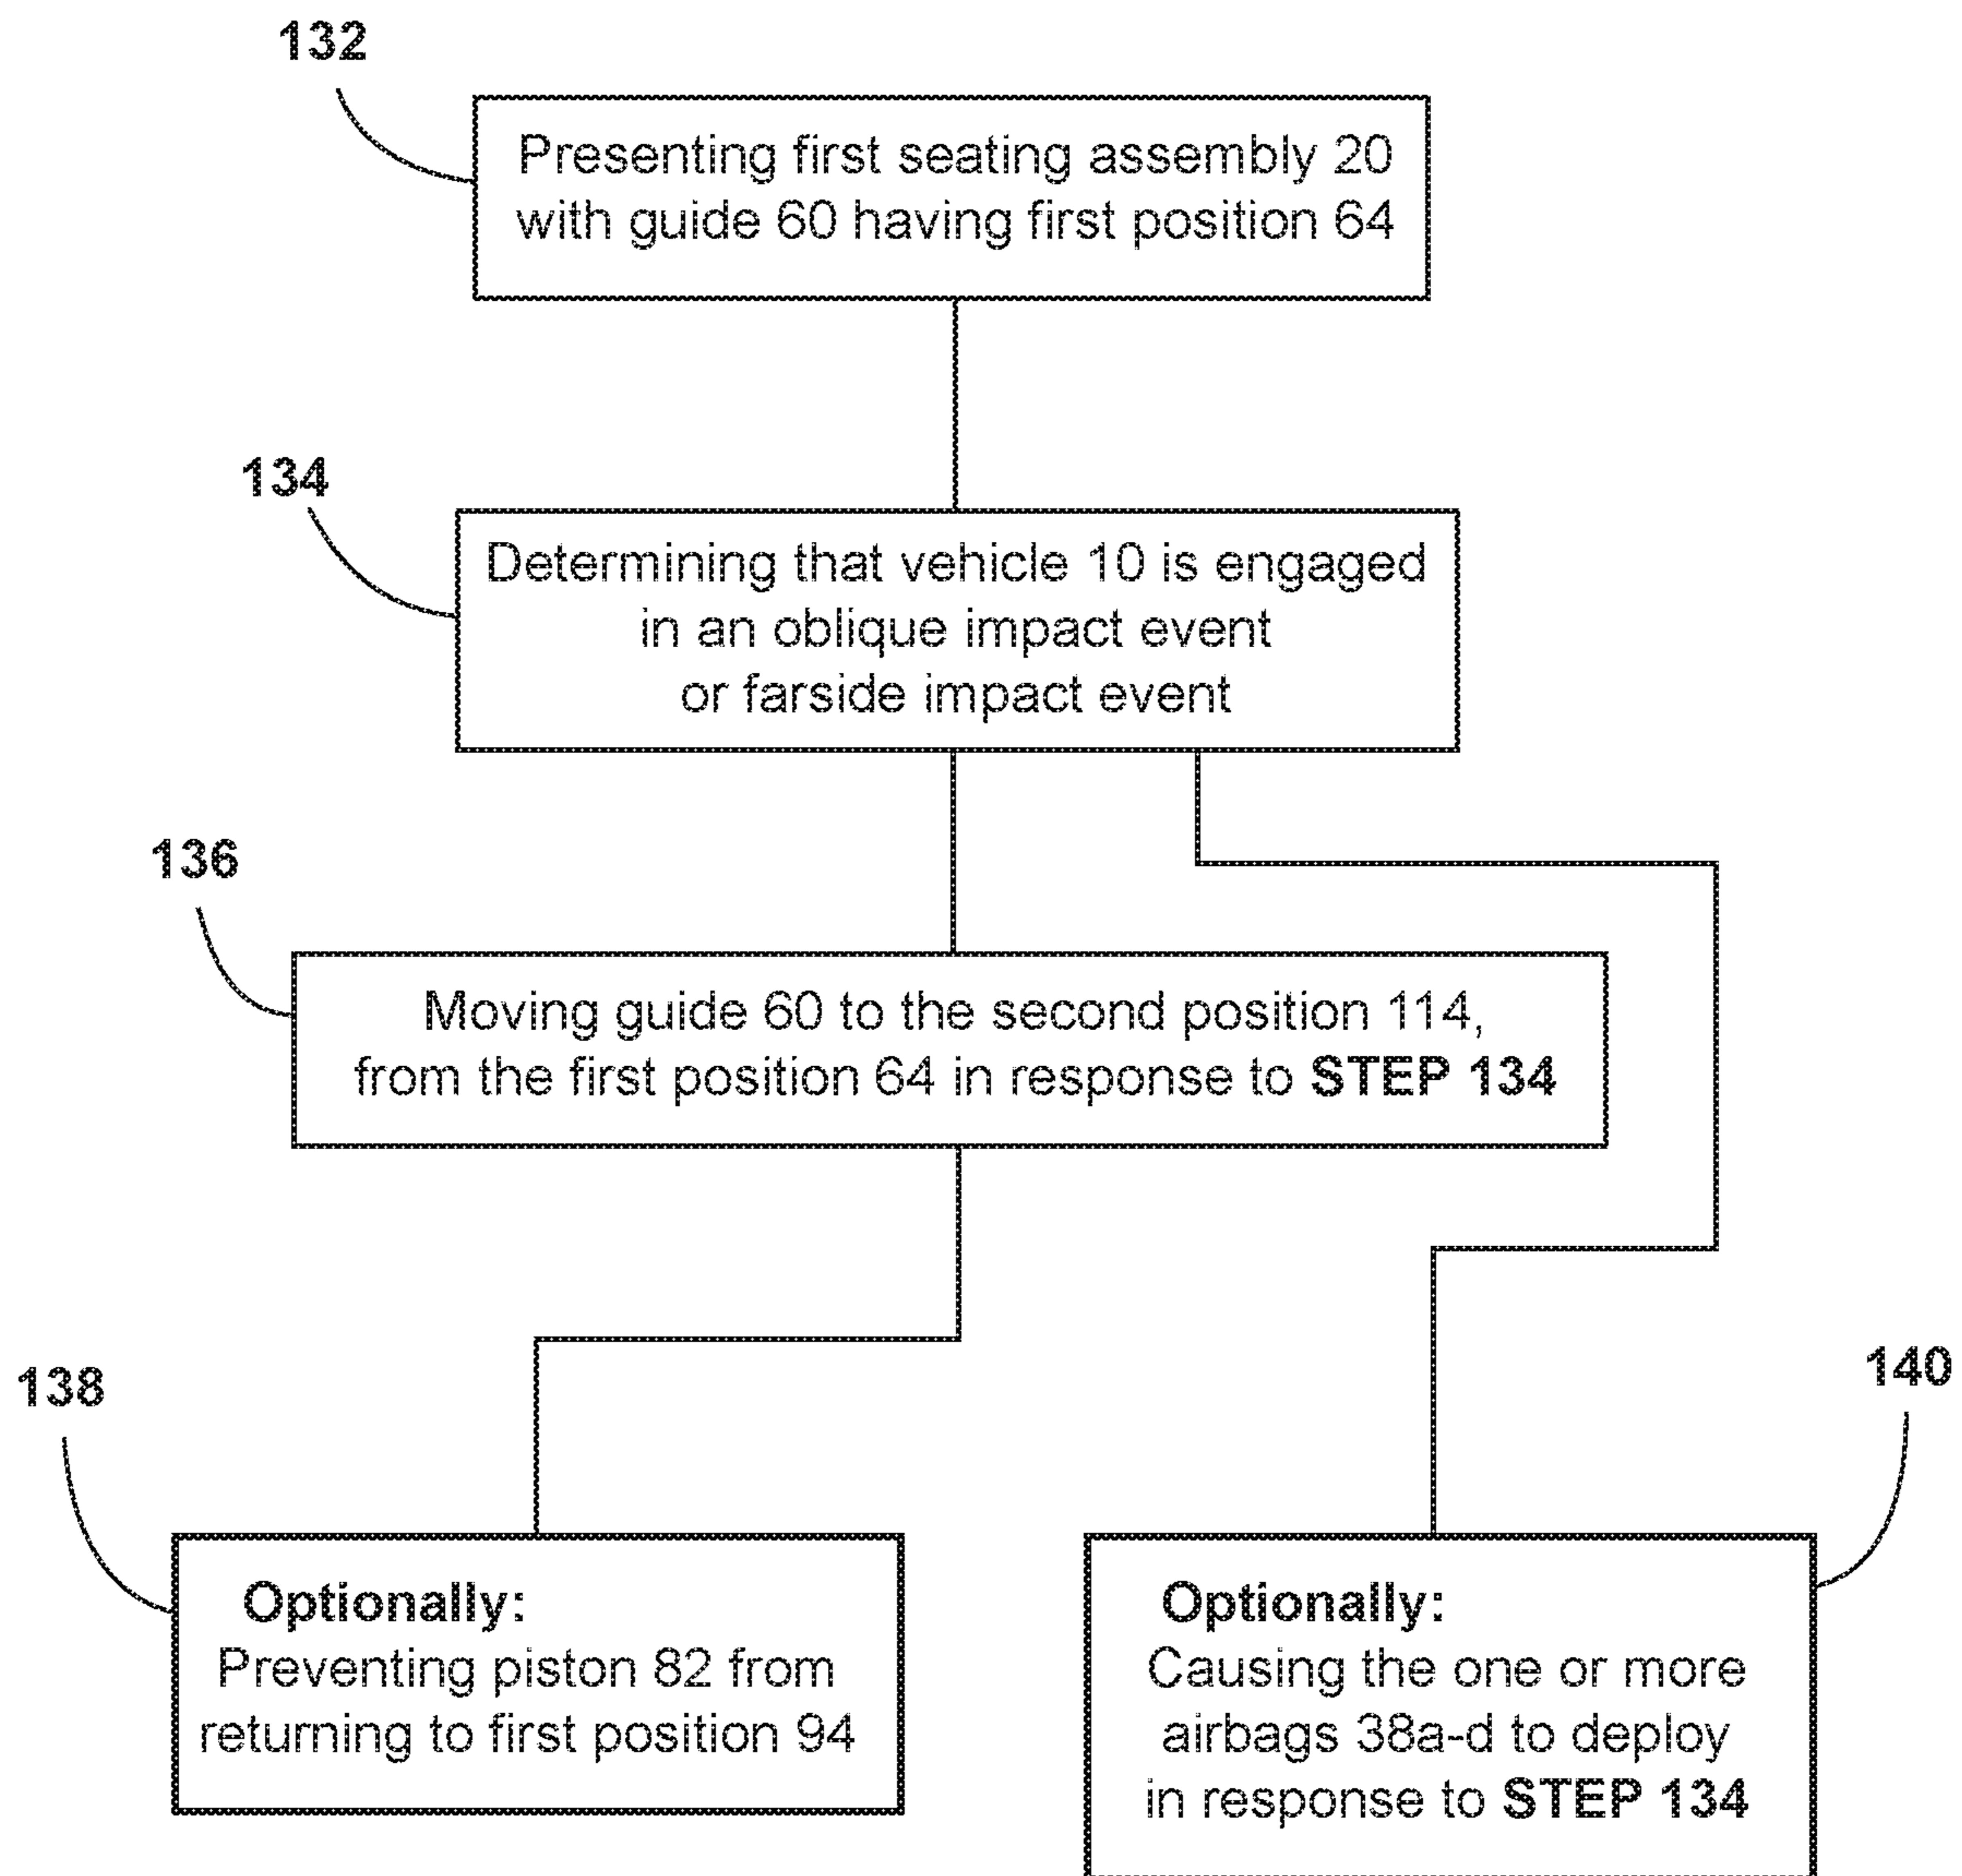 132
Presenting first seating assembly 20
with guide 60 having first position 64
134
Determining that vehicle 10 is engaged
in an oblique impact event
or farside impact event
136
Moving guide 60 to the second position 114,
from the first position 64 in response to STEP 134
138
Optionally:
Preventing piston 82 from
returning to first position 94
140
Optionally:
Causing the one or more
airbags 38a-d to deploy
in response to STEP 134